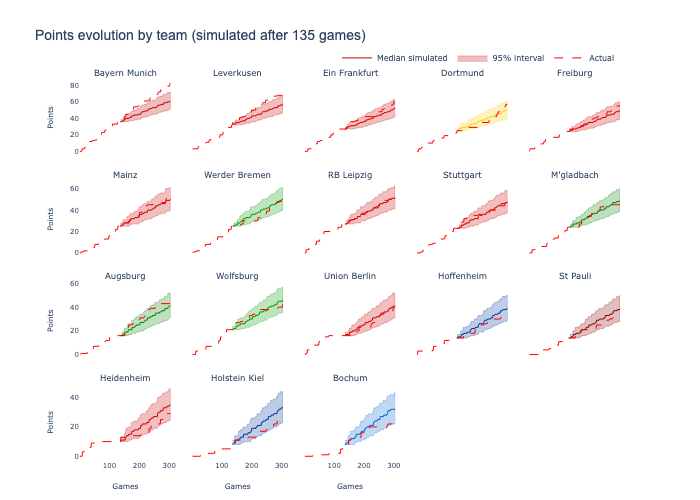 Points evolution by team (simulated after 135 games)
Median simulated 95% interval Actual
Bayern Munich Leverkusen Ein Frankfurt Dortmund Freiburg
80
60
40
20
0
Points
Mainz Werder Bremen RB Leipzig Stuttgart M'gladbach
60
40
20
0
Points
Augsburg Wolfsburg Union Berlin Hoffenheim St Pauli
60
40
20
0
Points
Heidenheim Holstein Kiel Bochum
40
20
0
Points
100 200 300 100 200 300 100 200 300
Games Games Games